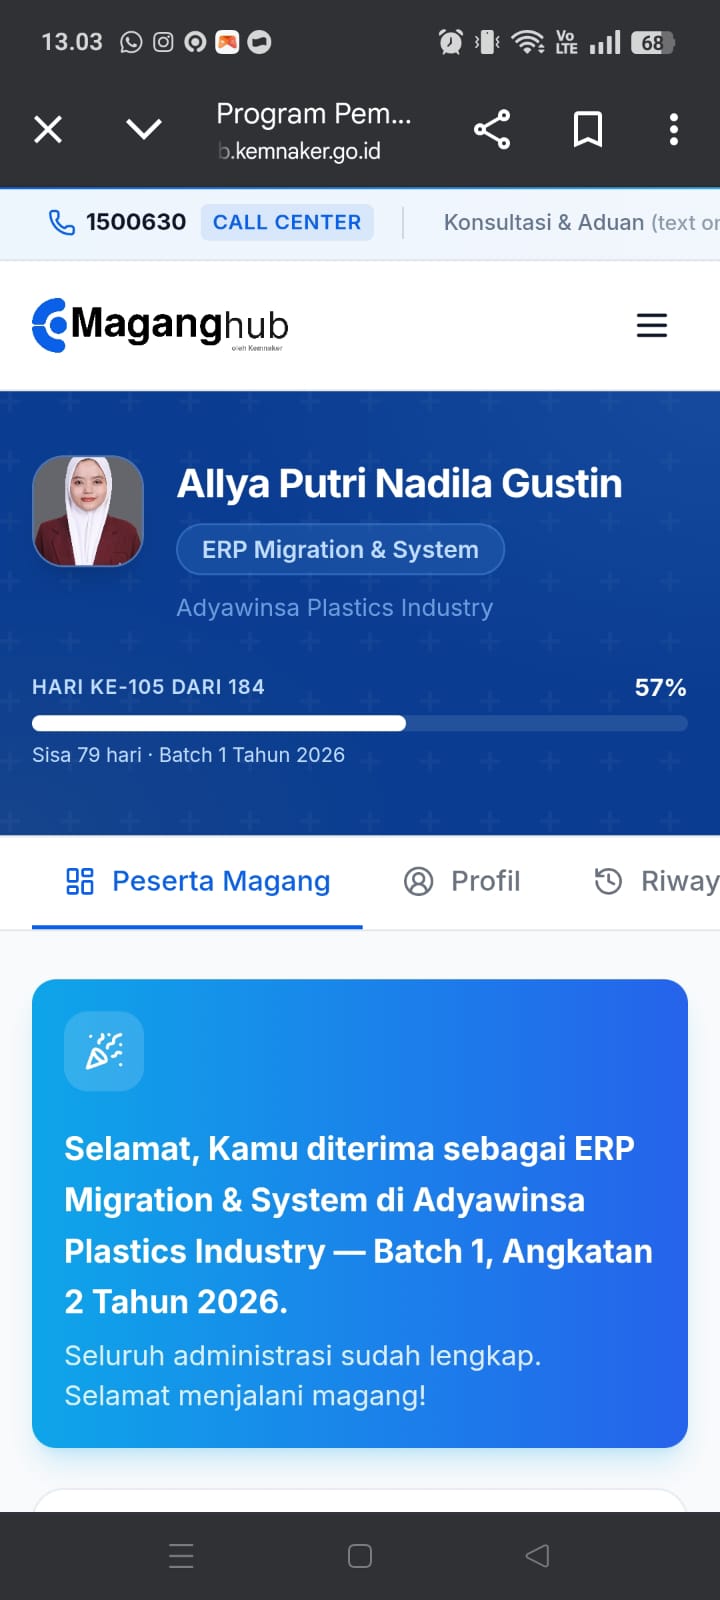 13.03
Vo
LTE
68
Program Pem...
b.kemnaker.go.id
1500630 CALL CENTER Konsultasi & Aduan (text or
Maganghub
oleh Kemnaker
Allya Putri Nadila Gustin
ERP Migration & System
Adyawinsa Plastics Industry
HARI KE-105 DARI 184 57%
Sisa 79 hari · Batch 1 Tahun 2026
Peserta Magang Profil Riway
Selamat, Kamu diterima sebagai ERP
Migration & System di Adyawinsa
Plastics Industry — Batch 1, Angkatan
2 Tahun 2026.
Seluruh administrasi sudah lengkap.
Selamat menjalani magang!